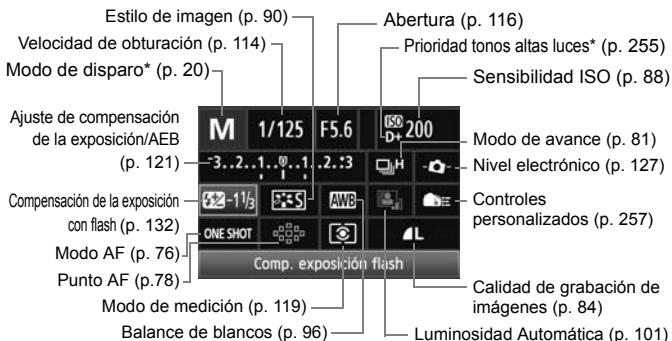 Estilo de imagen (p. 90)
Abertura (p. 116)
Velocidad de obturación (p. 114)
Prioridad tonos altas luces* (p. 255)
Modo de disparo* (p. 20)
Sensibilidad ISO (p. 88)
M 1/125 F5.6 ISO D+ 200
Ajuste de compensación
de la exposición/AEB
(p. 121)
-3..2..1..0..1..2.:3
H
Modo de avance (p. 81)
Nivel electrónico (p. 127)
Compensación de la exposición
con flash (p. 132)
-1 1/3
S
AWB
Controles
personalizados (p. 257)
ONE SHOT
L
Modo AF (p. 76)
Punto AF (p.78)
Comp. exposición flash
Modo de medición (p. 119)
Calidad de grabación de
imágenes (p. 84)
Balance de blancos (p. 96)
Luminosidad Automática (p. 101)